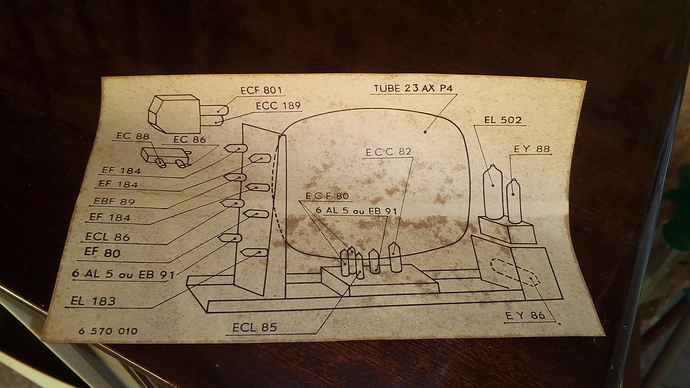 ECF 801
ECC 189
TUBE 23 AX P4
EC 88
EC 86
EL 502
EY 88
ECC 82
EF 184
EF 184
EBF 89
EF 184
ECL 86
EF 80
6 AL 5 ou EB 91
EL 183
ECF 80
6 AL 5 ou EB 91
ECL 85
EY 86
6 570 010